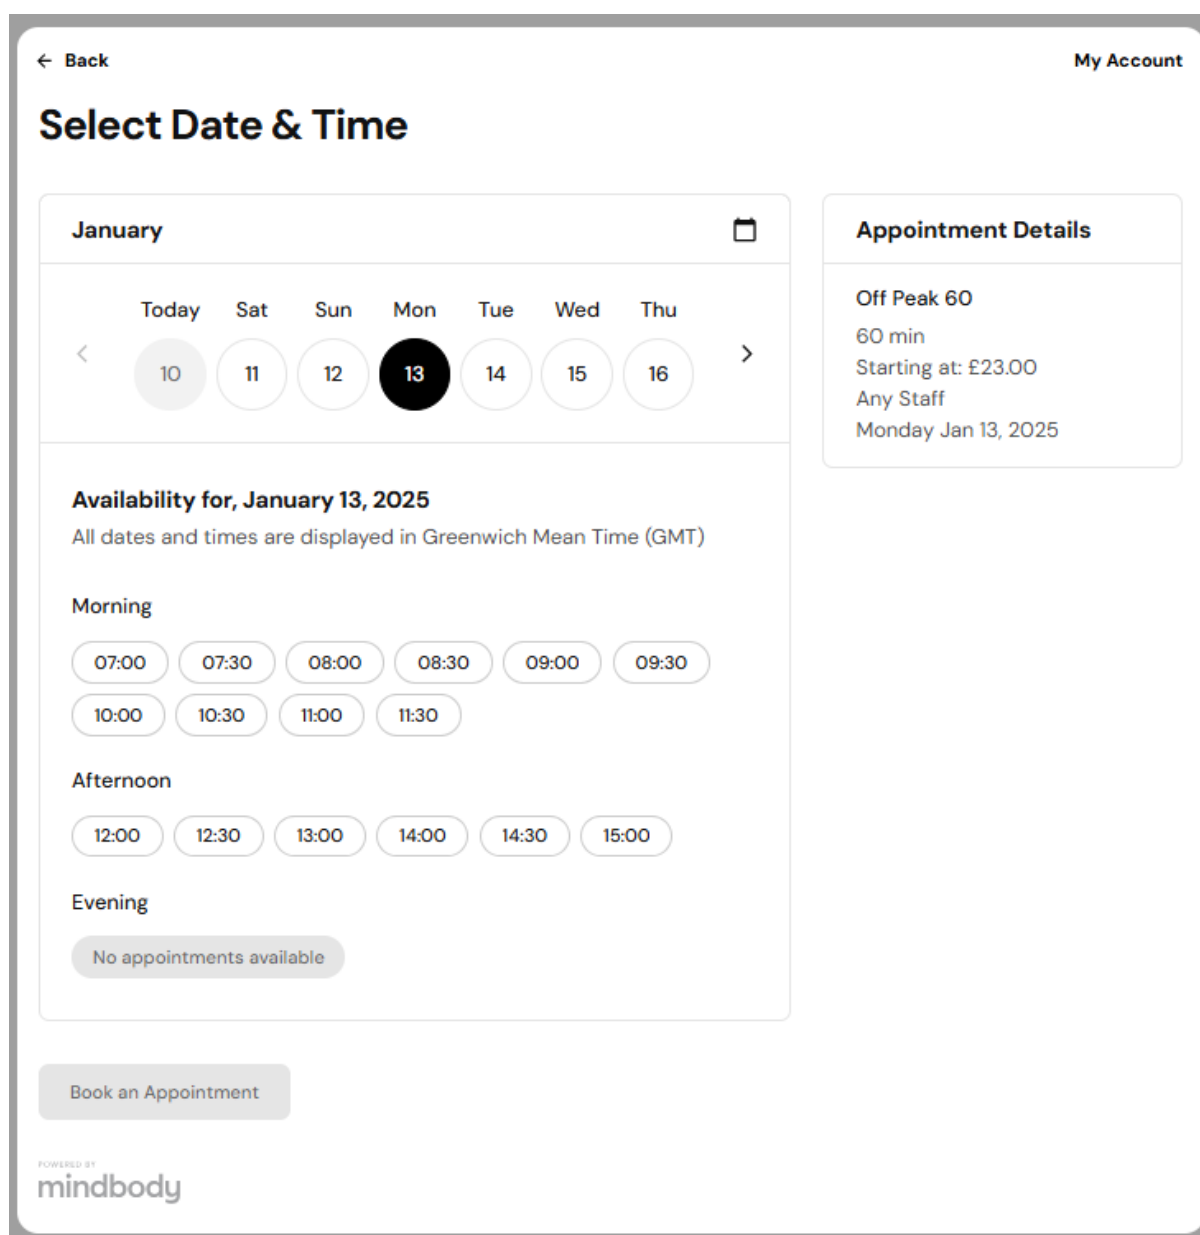 ← Back
My Account
Select Date & Time
January
Today Sat Sun Mon Tue Wed Thu
10 11 12 13 14 15 16
Appointment Details
Off Peak 60
60 min
Starting at: £23.00
Any Staff
Monday Jan 13, 2025
Availability for, January 13, 2025
All dates and times are displayed in Greenwich Mean Time (GMT)
Morning
07:00 07:30 08:00 08:30 09:00 09:30
10:00 10:30 11:00 11:30
Afternoon
12:00 12:30 13:00 14:00 14:30 15:00
Evening
No appointments available
Book an Appointment
POWERED BY
mindbody